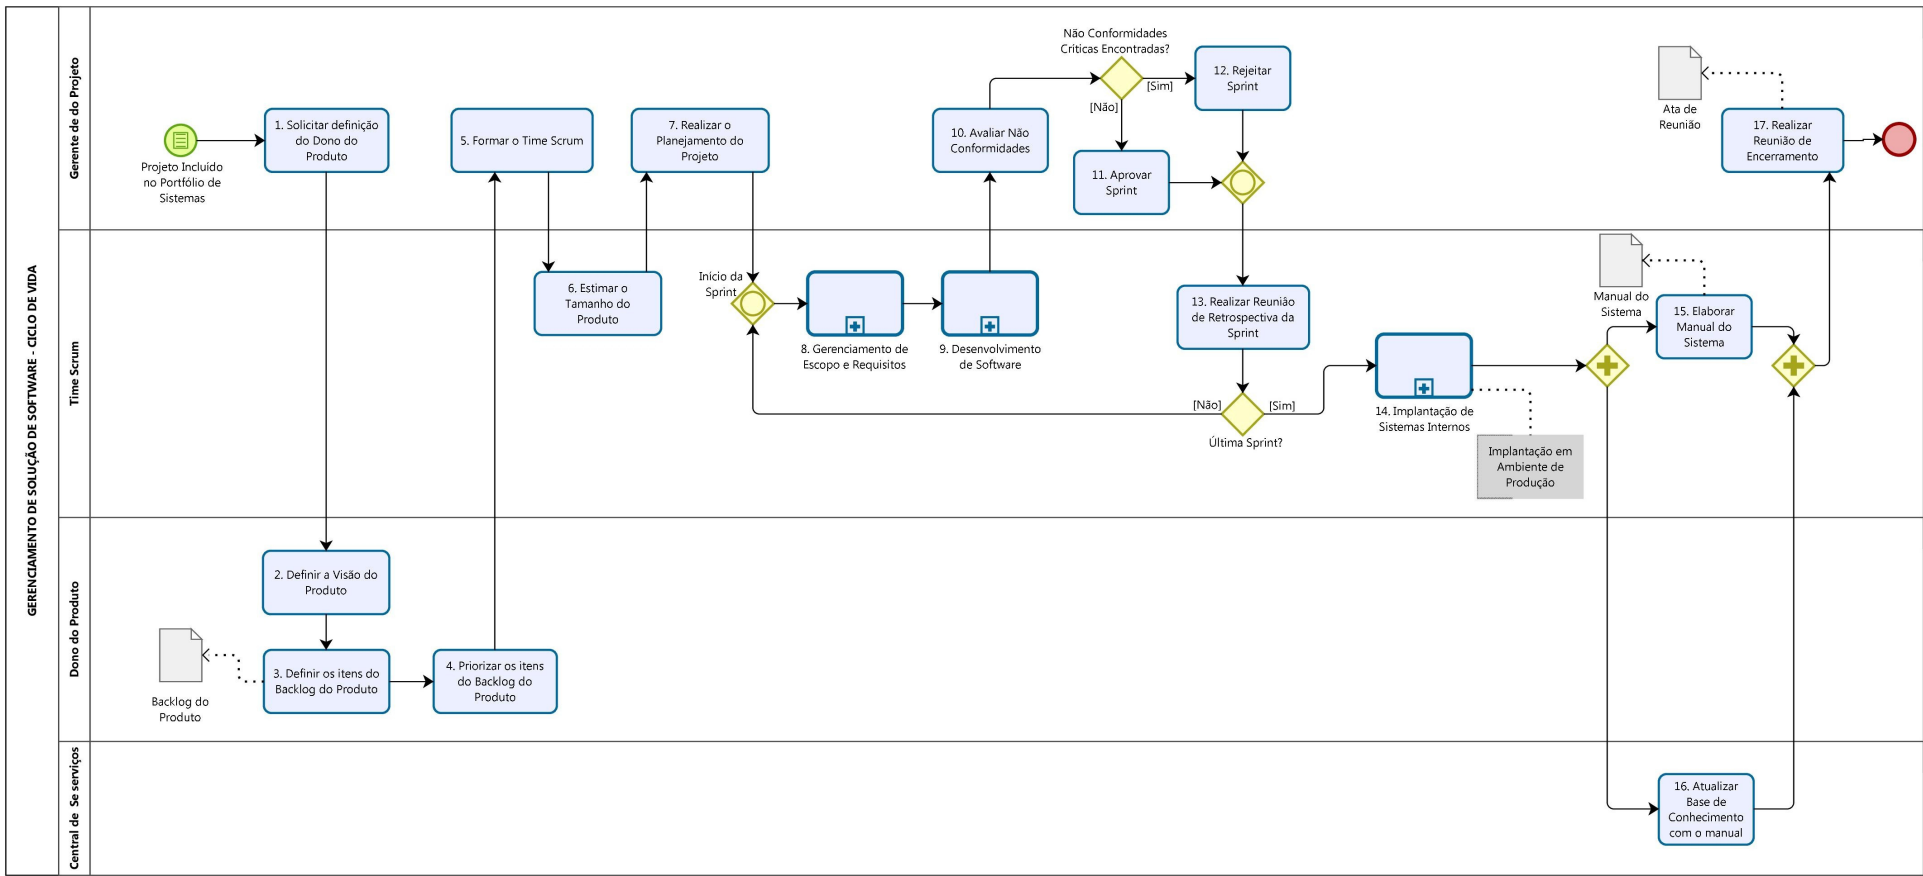 GERENCIAMENTO DE SOLUÇÃO DE SOFTWARE - CICLO DE VIDA
Gerente de do Projeto
Projeto Incluído
no Portfólio de
Sistemas
1. Solicitar definição
do Dono do
Produto
5. Formar o Time Scrum
7. Realizar o
Planejamento do
Projeto
10. Avaliar Não
Conformidades
Não Conformidades
Criticas Encontradas?
[Sim]
[Não]
12. Rejeitar
Sprint
11. Aprovar
Sprint
Ata de
Reunião
17. Realizar
Reunião de
Encerramento
Time Scrum
6. Estimar o
Tamanho do
Produto
Início da
Sprint
8. Gerenciamento de
Escopo e Requisitos
9. Desenvolvimento
de Software
13. Realizar Reunião
de Retrospectiva da
Sprint
[Não]
[Sim]
Última Sprint?
14. Implantação de
Sistemas Internos
Implantação em
Ambiente de
Produção
Manual do
Sistema
15. Elaborar
Manual do
Sistema
Dono do Produto
2. Definir a Visão do
Produto
3. Definir os itens do
Backlog do Produto
Backlog do
Produto
4. Priorizar os itens
do Backlog do
Produto
Central de Se serviços
16. Atualizar
Base de
Conhecimento
com o manual